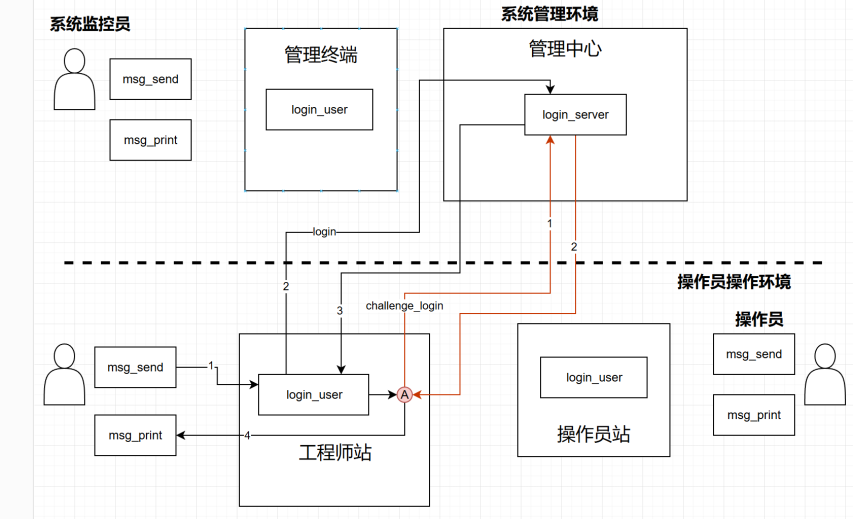 系统监控员
系统管理环境
管理终端
管理中心
msg_send
login_user
login_server
msg_print
1
login
2
操作员操作环境
2
3
challenge_login
操作员
msg_send
msg_send
1
login_user
login_user
A
msg_print
msg_print
4
操作员站
工程师站